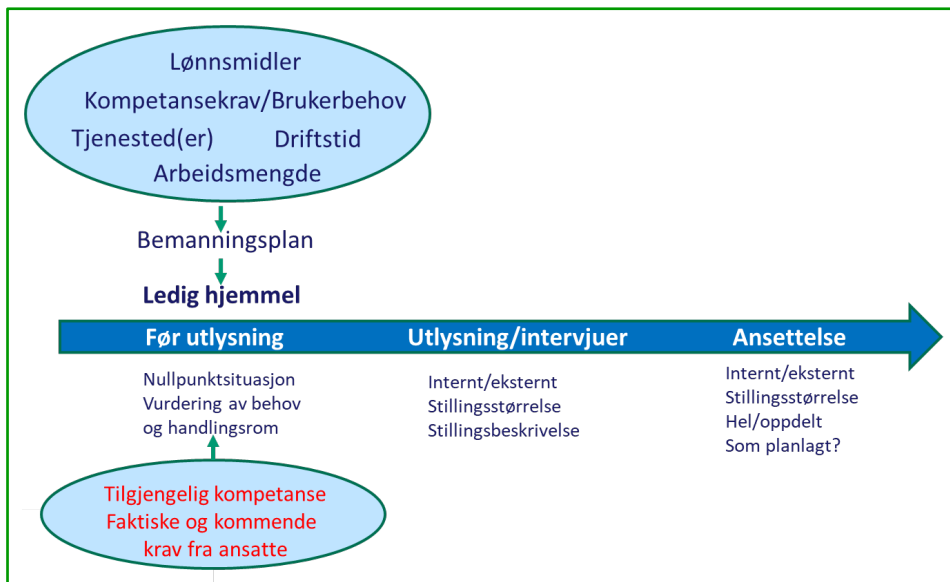 Lønnsmidler
Kompetansekrav/Brukerbehov
Tjenested(er) Driftstid
Arbeidsmengde
Bemanningsplan
Ledig hjemmel
Før utlysning Utlysning/intervjuer Ansettelse
Nullpunktsituasjon
Vurdering av behov
og handlingsrom
Internt/eksternt
Stillingsstørrelse
Stillingsbeskrivelse
Internt/eksternt
Stillingsstørrelse
Hel/oppdelt
Som planlagt?
Tilgjengelig kompetanse
Faktiske og kommende
krav fra ansatte